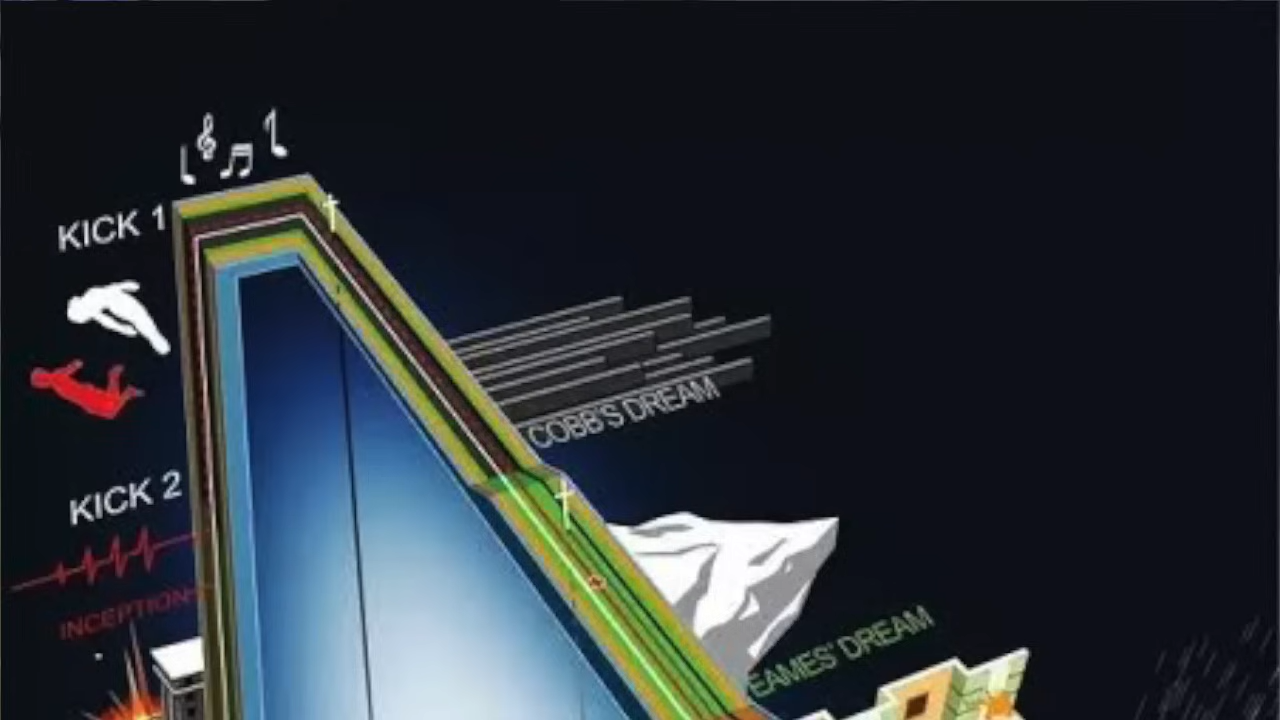 KICK 1
COBB'S DREAM
KICK 2
INCEPTION
EAMES' DREAM